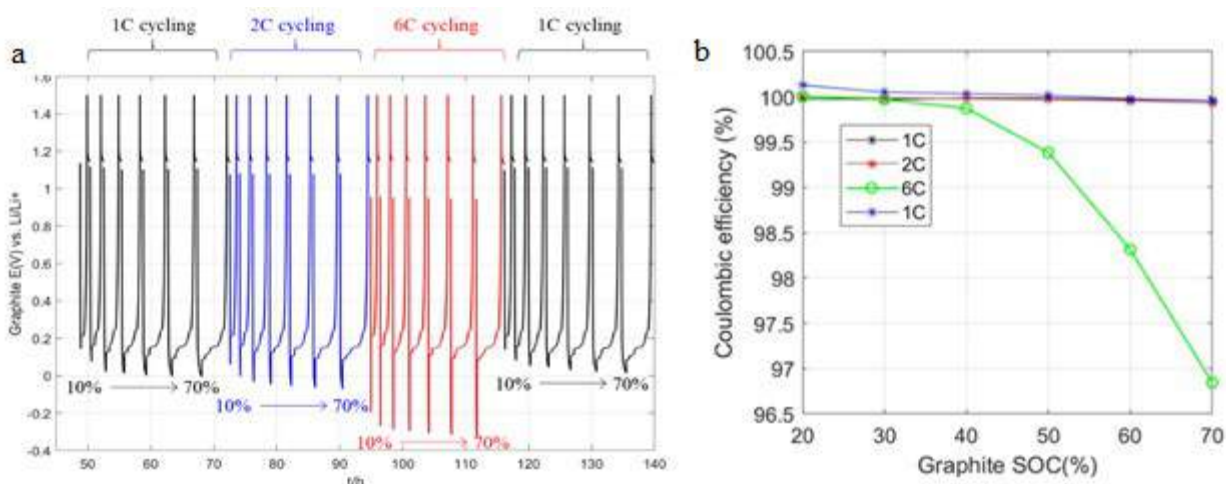 1C cycling 2C cycling 6C cycling 1C cycling
a
1.6
1.4
1.2
1
0.8
0.6
0.4
0.2
0
-0.2
-0.4
Graphite E(V) vs. Li/Li+
10% 70%
10% 70%
10% 70%
10% 70%
50 60 70 80 90 100 110 120 130 140
t/h
b
100.5
100
99.5
99
98.5
98
97.5
97
96.5
Coulombic efficiency (%)
1C
2C
6C
1C
20 30 40 50 60 70
Graphite SOC(%)